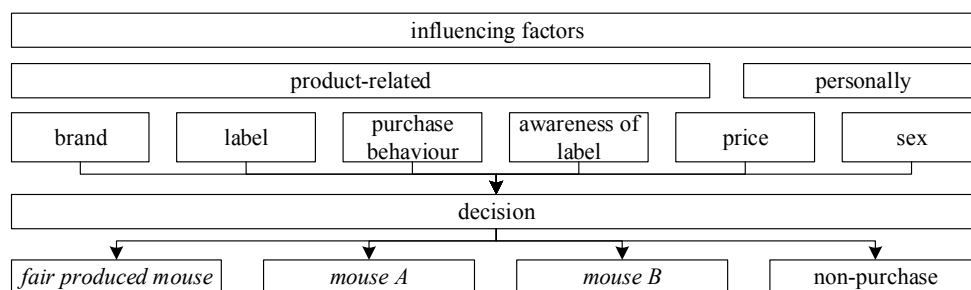 influencing factors
product-related
personally
brand
label
purchase
behaviour
awareness of
label
price
sex
decision
fair produced mouse
mouse A
mouse B
non-purchase